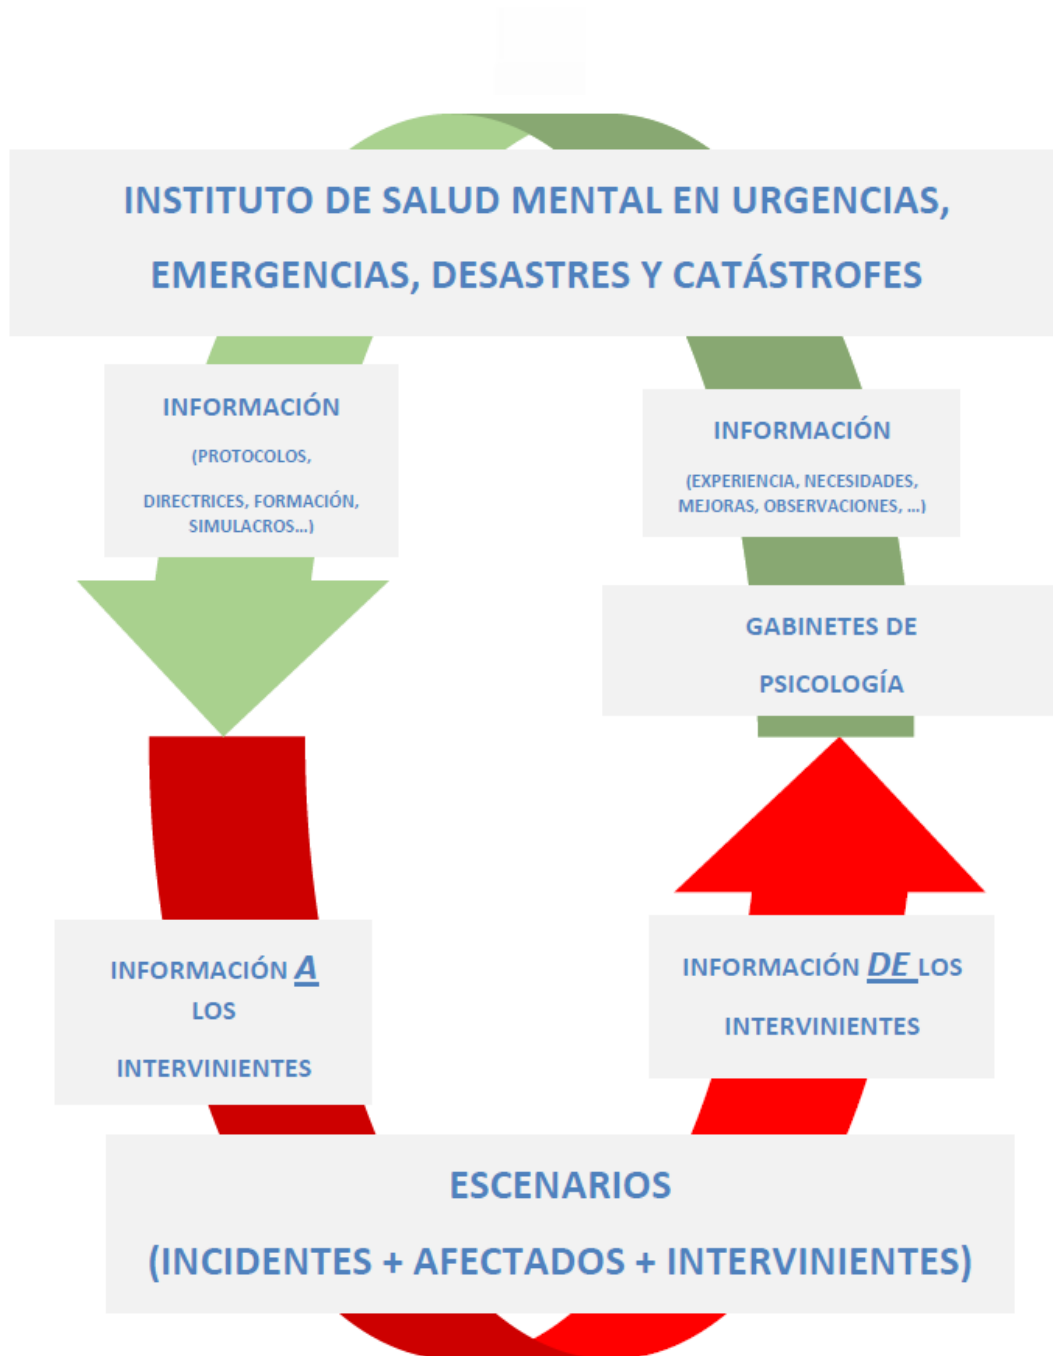 INSTITUTO DE SALUD MENTAL EN URGENCIAS,
EMERGENCIAS, DESASTRES Y CATÁSTROFES
INFORMACIÓN
(PROTOCOLOS,
DIRECTRICES, FORMACIÓN,
SIMULACROS...)
INFORMACIÓN
(EXPERIENCIA, NECESIDADES,
MEJORAS, OBSERVACIONES, ...)
GABINETES DE
PSICOLOGÍA
INFORMACIÓN A
LOS
INTERVINIENTES
INFORMACIÓN DE LOS
INTERVINIENTES
ESCENARIOS
(INCIDENTES + AFECTADOS + INTERVINIENTES)